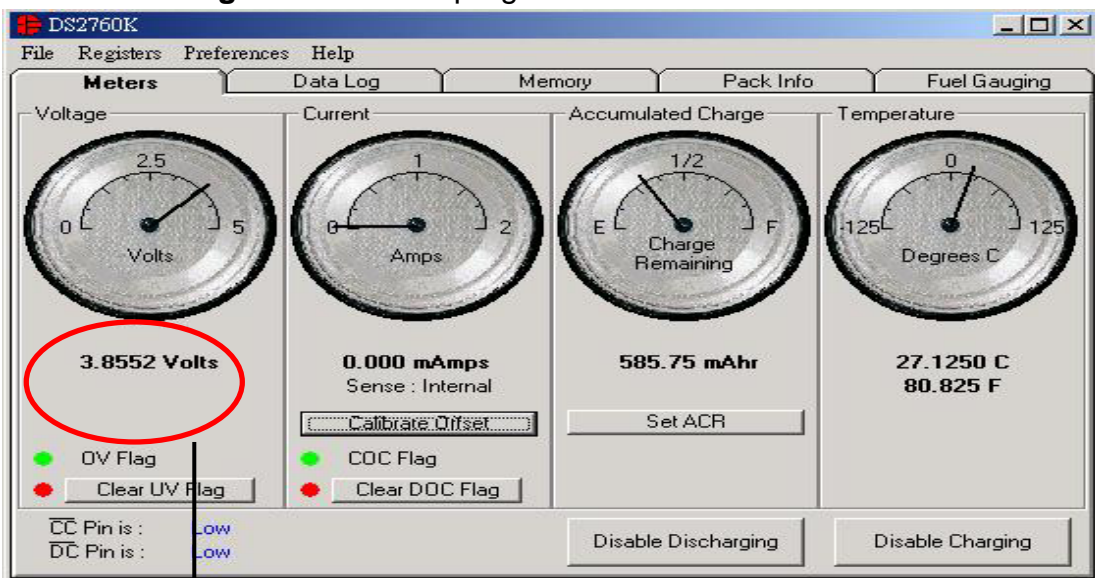 DS2760K
File Registers Preferences Help
Meters Data Log Memory Pack Info Fuel Gauging
Voltage
2.5
0 5
Volts
3.8552 Volts
OV Flag
Clear UV Flag
Current
1
0 2
Amps
0.000 mAmps
Sense : Internal
Calibrate Offset
COC Flag
Clear DOC Flag
Accumulated Charge
1/2
E F
Charge
Remaining
585.75 mAhr
Set ACR
Temperature
0
-125 125
Degrees C
27.1250 C
80.825 F
CC Pin is : Low
DC Pin is : Low
Disable Discharging
Disable Charging